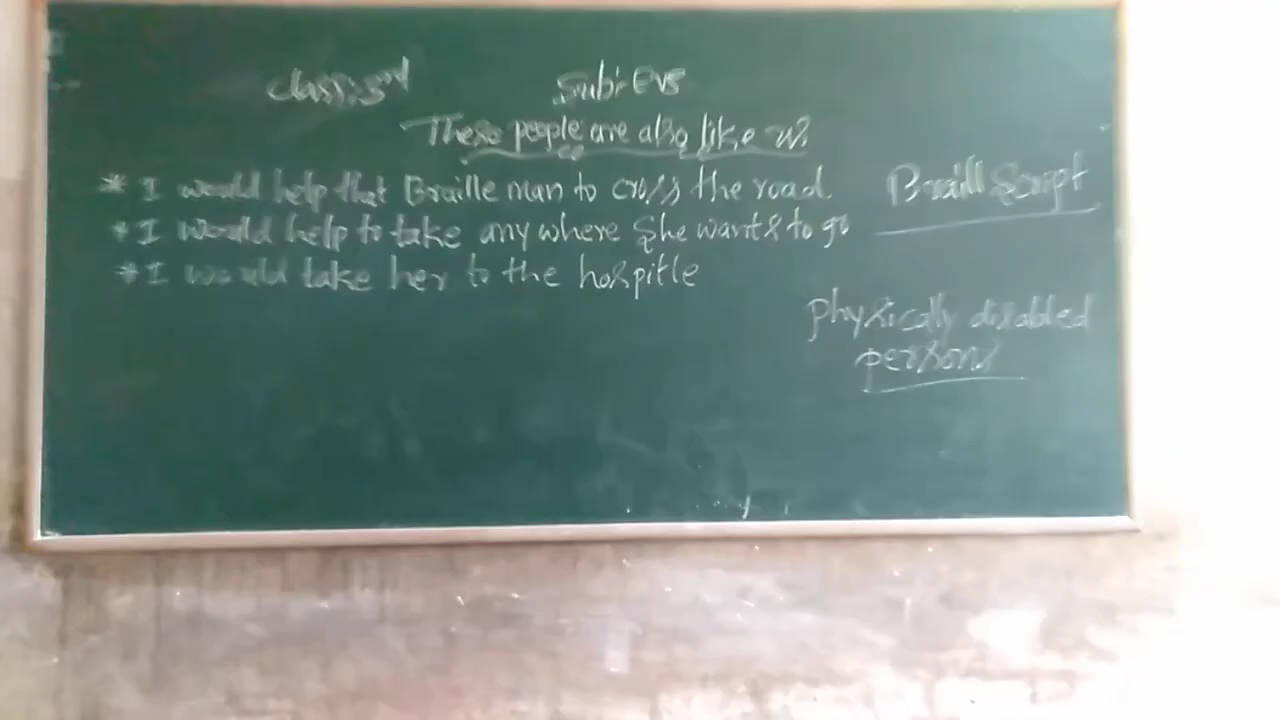 Class:3rd Sub:- EVS
These people are also like us
* I would help that Braille man to cross the road.
* I would help to take any where She wants to go
* I would take her to the hospitle
Braill Script
physically disabled
persons